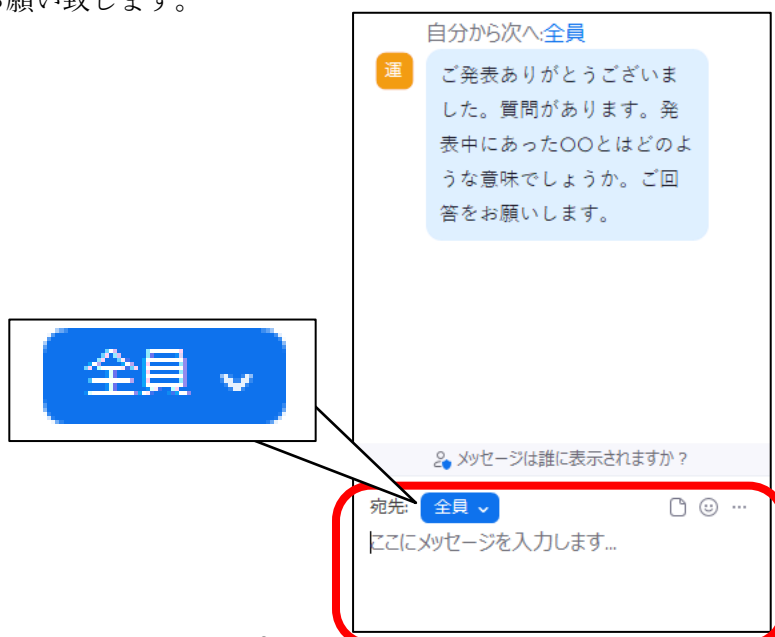 お願い致します。
自分から次へ:全員
運
ご発表ありがとうございま
した。質問があります。発
表中にあった〇〇とはどのよ
うな意味でしょうか。ご回
答をお願いします。
全員
メッセージは誰に表示されますか？
宛先: 全員
ここにメッセージを入力します...